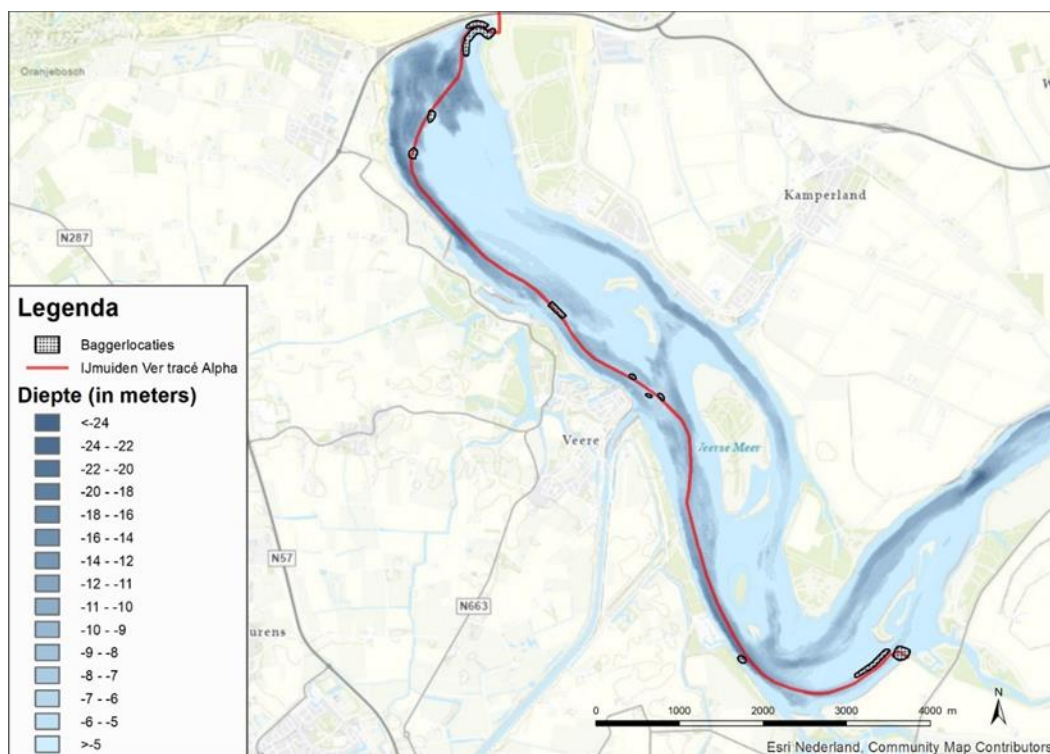 Oranjebosch
Kamperland
N287
Legenda
Baggerlocaties
IJmuiden Ver tracé Alpha
Diepte (in meters)
<-24
-24 - -22
-22 - -20
-20 - -18
-18 - -16
-16 - -14
-14 - -12
-12 - -11
-11 - -10
-10 - -9
-9 - -8
-8 - -7
-7 - -6
-6 - -5
>-5
Veere
Veerse Meer
N57
N663
urens
N
0 1000 2000 3000 4000 m
Esri Nederland, Community Map Contributors